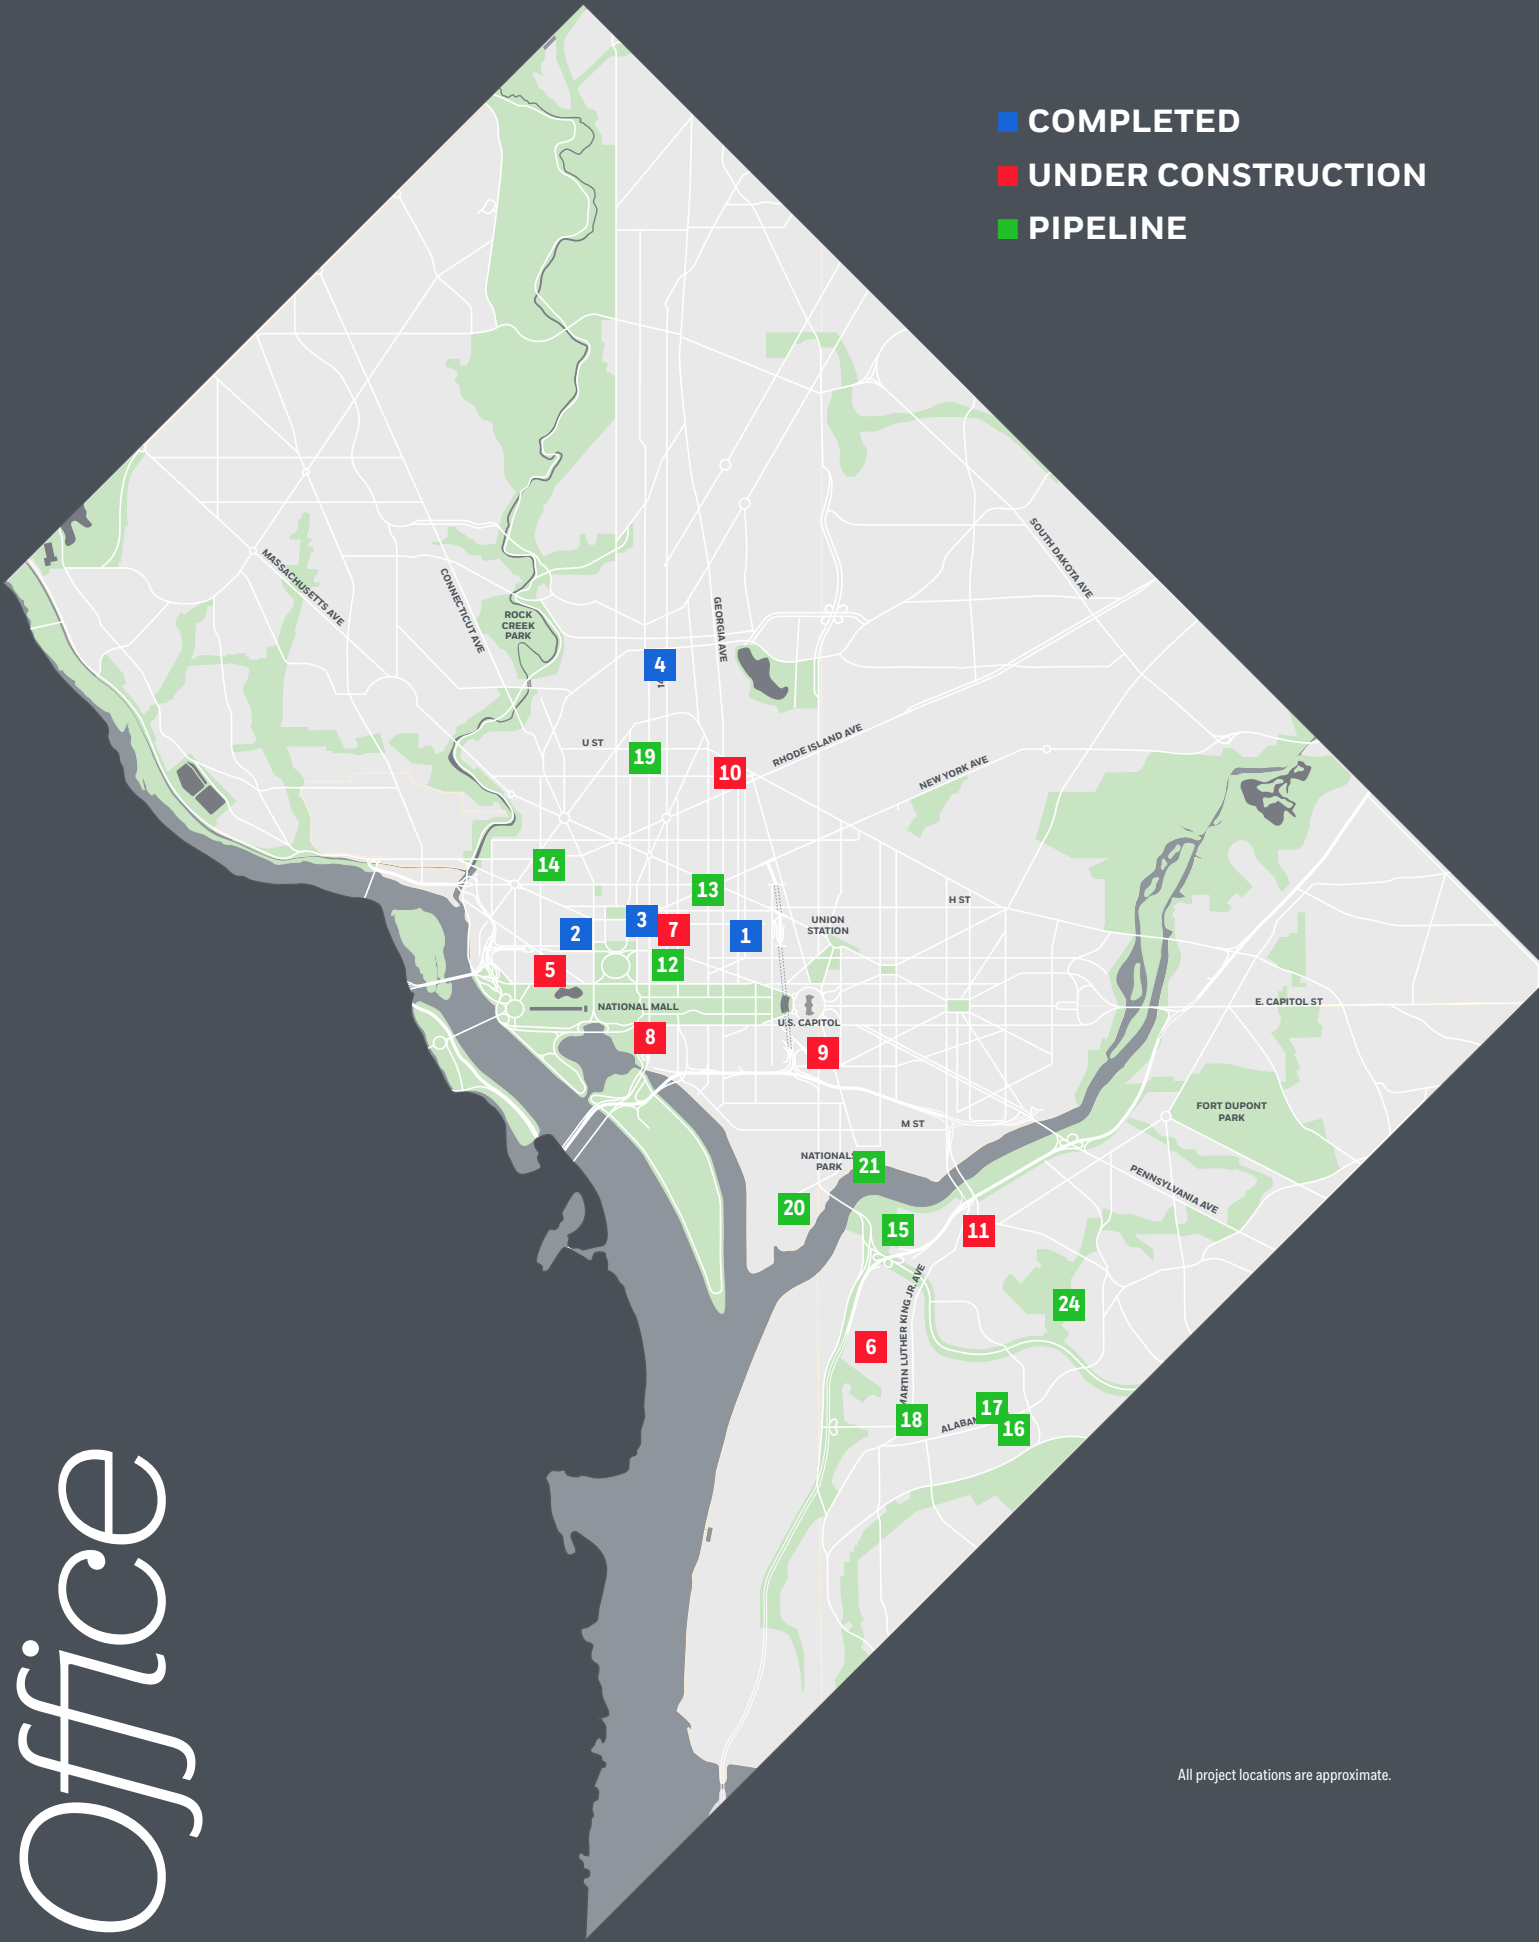 COMPLETED
UNDER CONSTRUCTION
PIPELINE
SOUTH DAKOTA AVE
MASSACHUSETTS AVE
CONNECTICUT AVE
GEORGIA AVE
ROCK
CREEK
PARK
4
U ST
19
10
RHODE ISLAND AVE
NEW YORK AVE
14
13
H ST
3
7
2
1
UNION
STATION
12
5
NATIONAL MALL
E. CAPITOL ST
U.S. CAPITOL
8
9
FORT DUPONT
PARK
M ST
NATIONALS
PARK
21
PENNSYLVANIA AVE
20
15
11
MARTIN LUTHER KING JR. AVE
24
6
17
18
ALABAM
16
Office
All project locations are approximate.